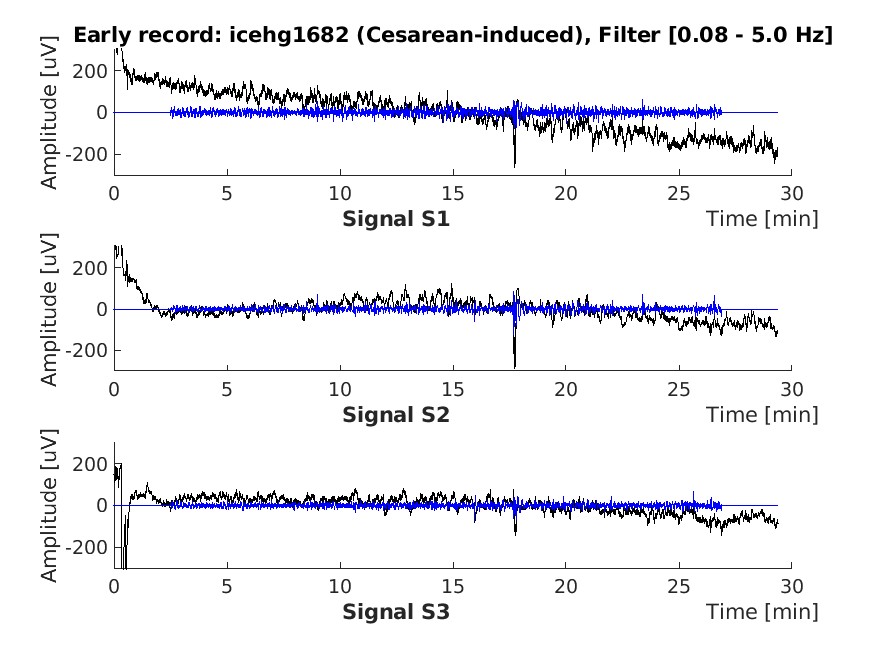 Early record: icehg1682 (Cesarean-induced), Filter [0.08 - 5.0 Hz]
Amplitude [uV]
200
0
-200
0 5 10 15 20 25 30
Signal S1 Time [min]
Amplitude [uV]
200
0
-200
0 5 10 15 20 25 30
Signal S2 Time [min]
Amplitude [uV]
200
0
-200
0 5 10 15 20 25 30
Signal S3 Time [min]